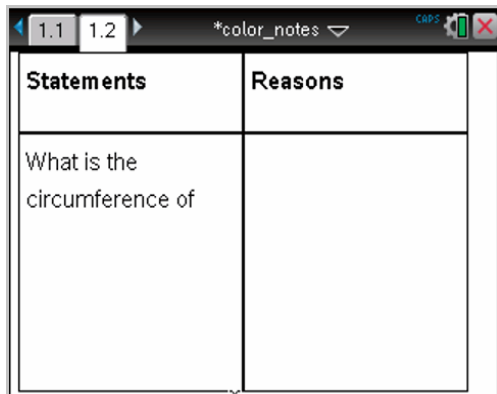 1.1 1.2 *color_notes CAPS
Statements Reasons
What is the
circumference of